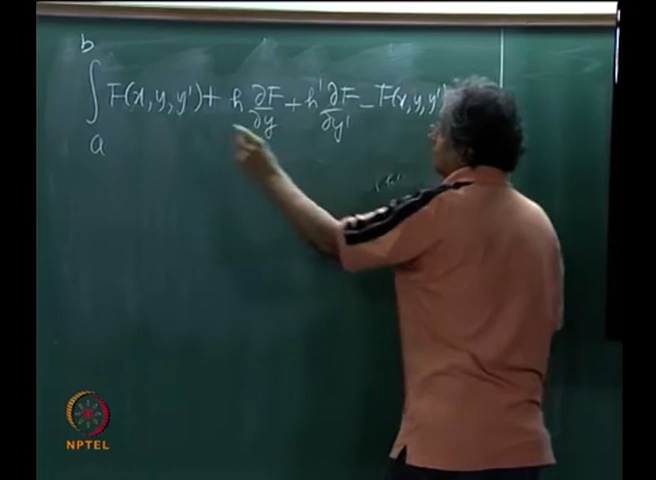 b
∫ F(x, y, y') + h ∂F/∂y + h' ∂F/∂y' - F(x, y, y')
a
NPTEL